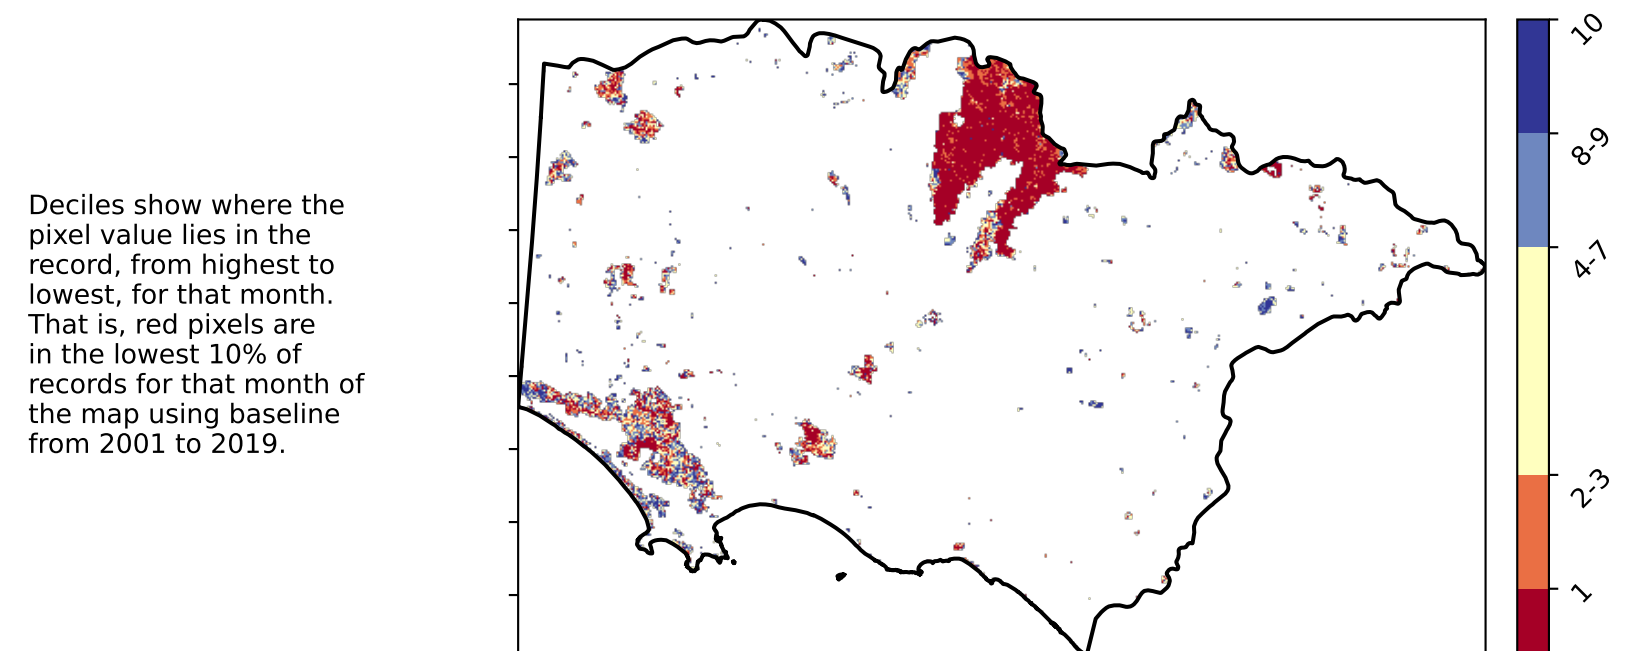 Deciles show where the
pixel value lies in the
record, from highest to
lowest, for that month.
That is, red pixels are
in the lowest 10% of
records for that month of
the map using baseline
from 2001 to 2019.
10
8-9
4-7
2-3
1